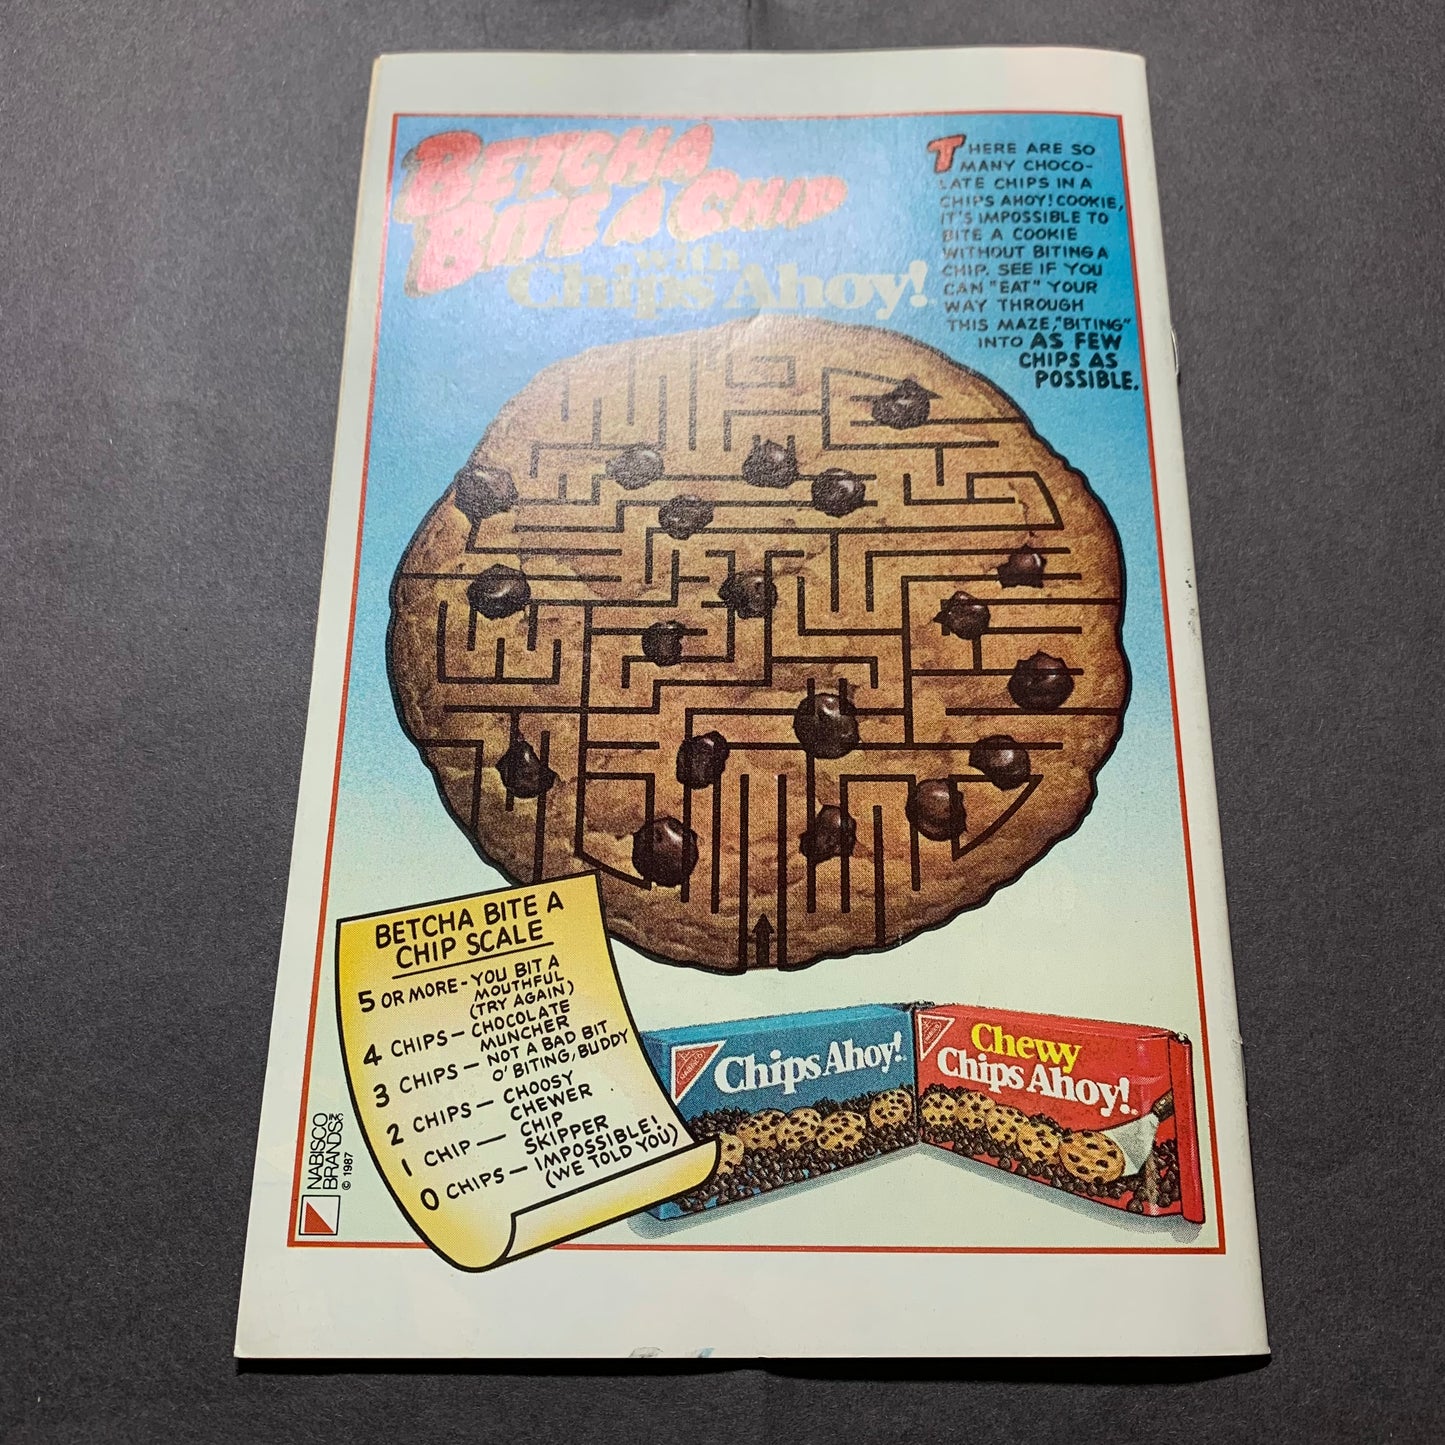 BETCHA
BITE A CHIP
with
Chips Ahoy!
THERE ARE SO
MANY CHOCO-
LATE CHIPS IN A
CHIPS AHOY! COOKIE,
IT'S IMPOSSIBLE TO
BITE A COOKIE
WITHOUT BITING A
CHIP. SEE IF YOU
CAN "EAT" YOUR
WAY THROUGH
THIS MAZE, "BITING"
INTO AS FEW
CHIPS AS
POSSIBLE.
BETCHA BITE A
CHIP SCALE
5 OR MORE - YOU BIT A
MOUTHFUL
(TRY AGAIN)
4 CHIPS - CHOCOLATE
MUNCHER
3 CHIPS - NOT A BAD BIT
O' BITING, BUDDY
2 CHIPS - CHOOSY
CHEWER
1 CHIP - CHIP
SKIPPER
0 CHIPS - IMPOSSIBLE!
(WE TOLD YOU)
NABISCO
BRANDS INC
© 1987
NABISCO
Chips Ahoy!
NABISCO
Chewy
Chips Ahoy!